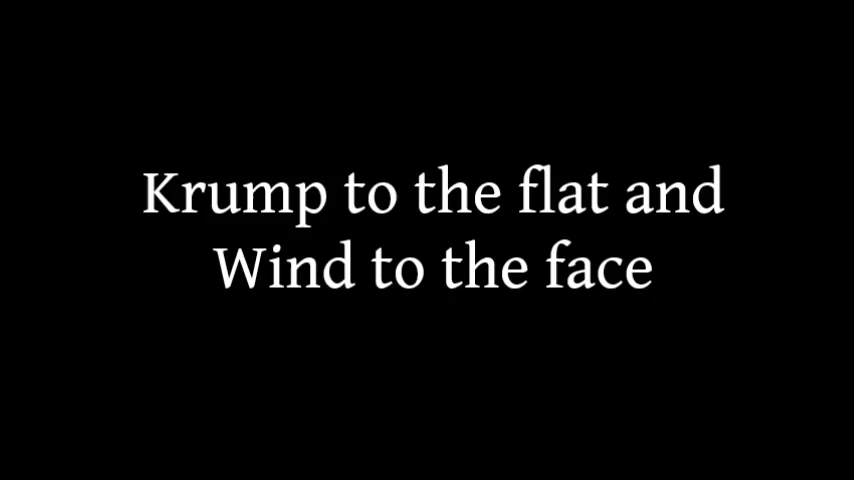 Krump to the flat and
Wind to the face